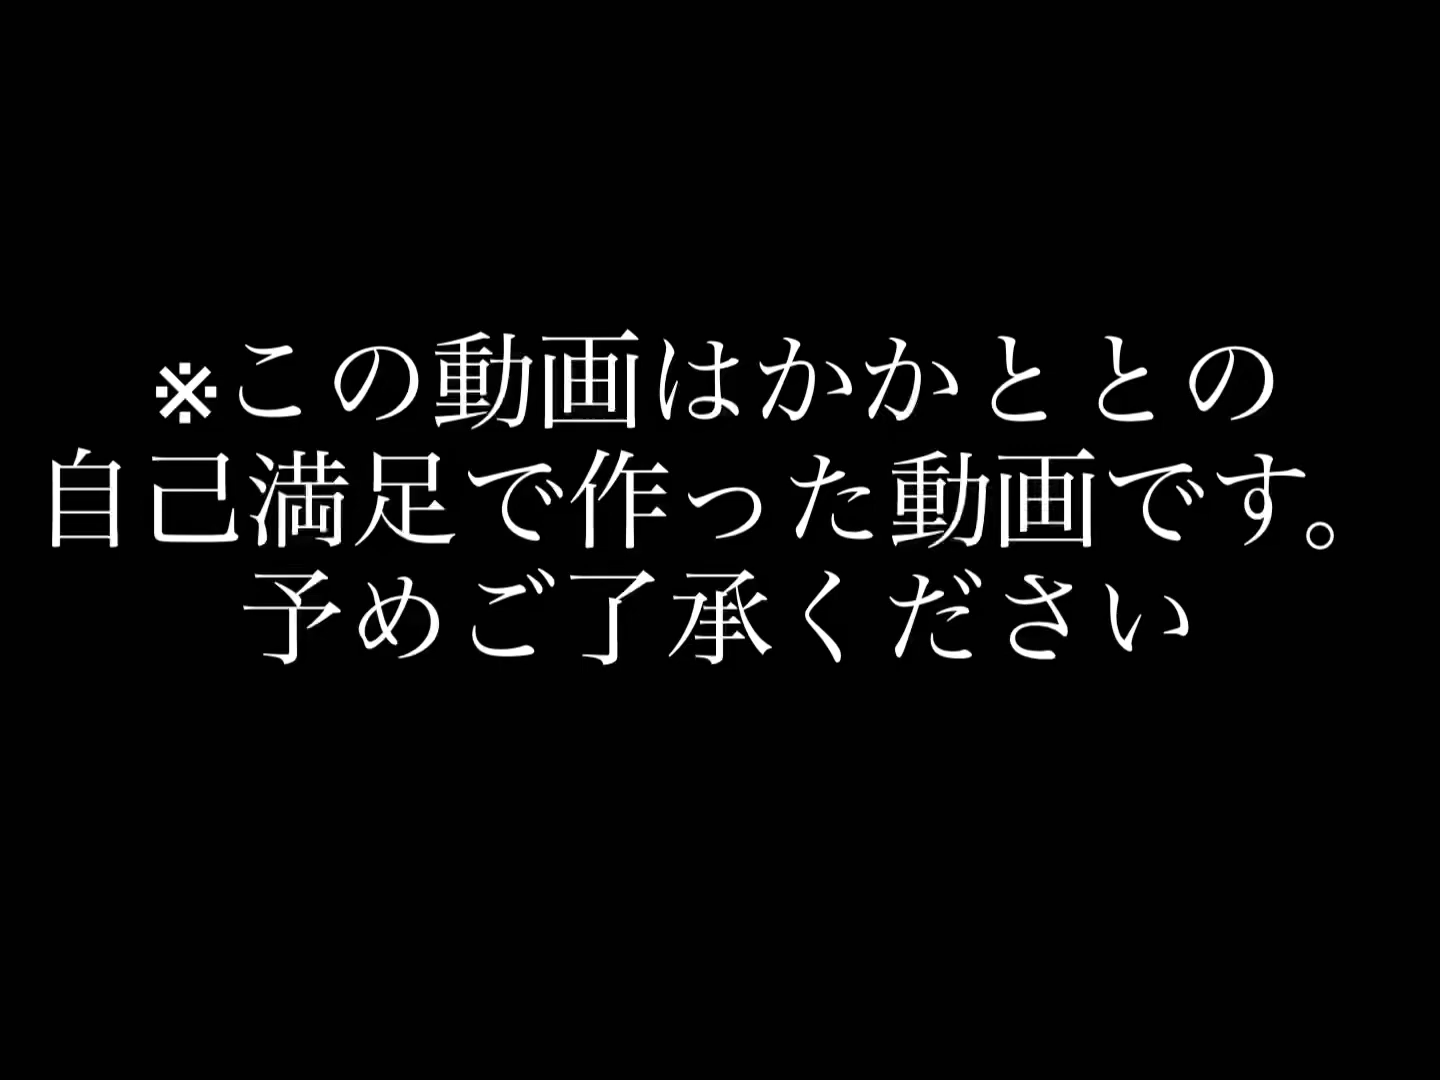 ※この動画はかかととの
自己満足で作った動画です。
予めご了承ください